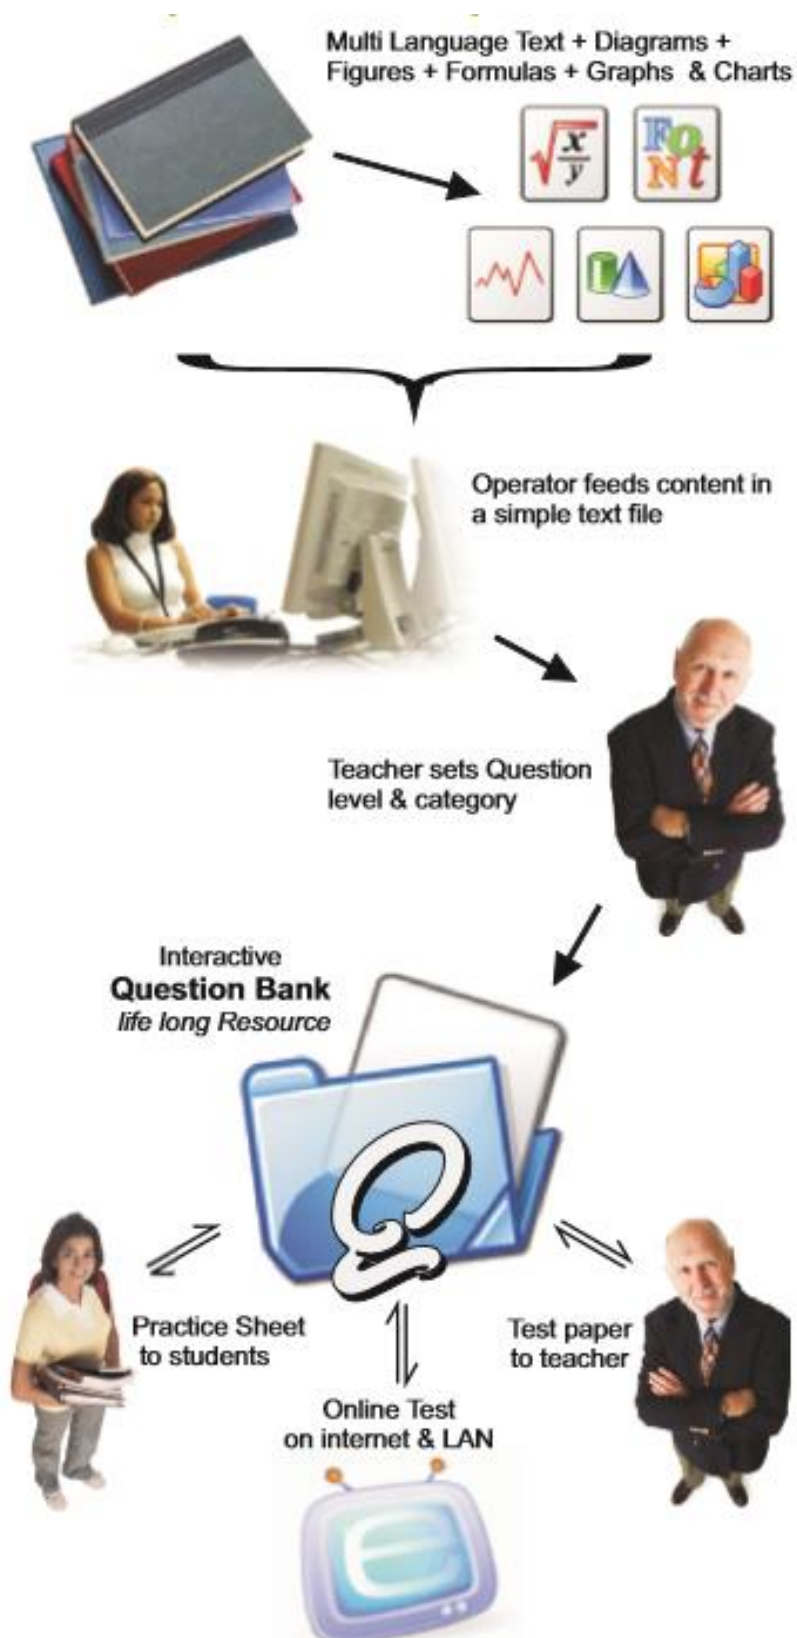 Multi Language Text + Diagrams +
Figures + Formulas + Graphs & Charts
√x/y
FoNt
Operator feeds content in
a simple text file
Teacher sets Question
level & category
Interactive
Question Bank
life long Resource
Q
Practice Sheet
to students
Test paper
to teacher
Online Test
on internet & LAN
e